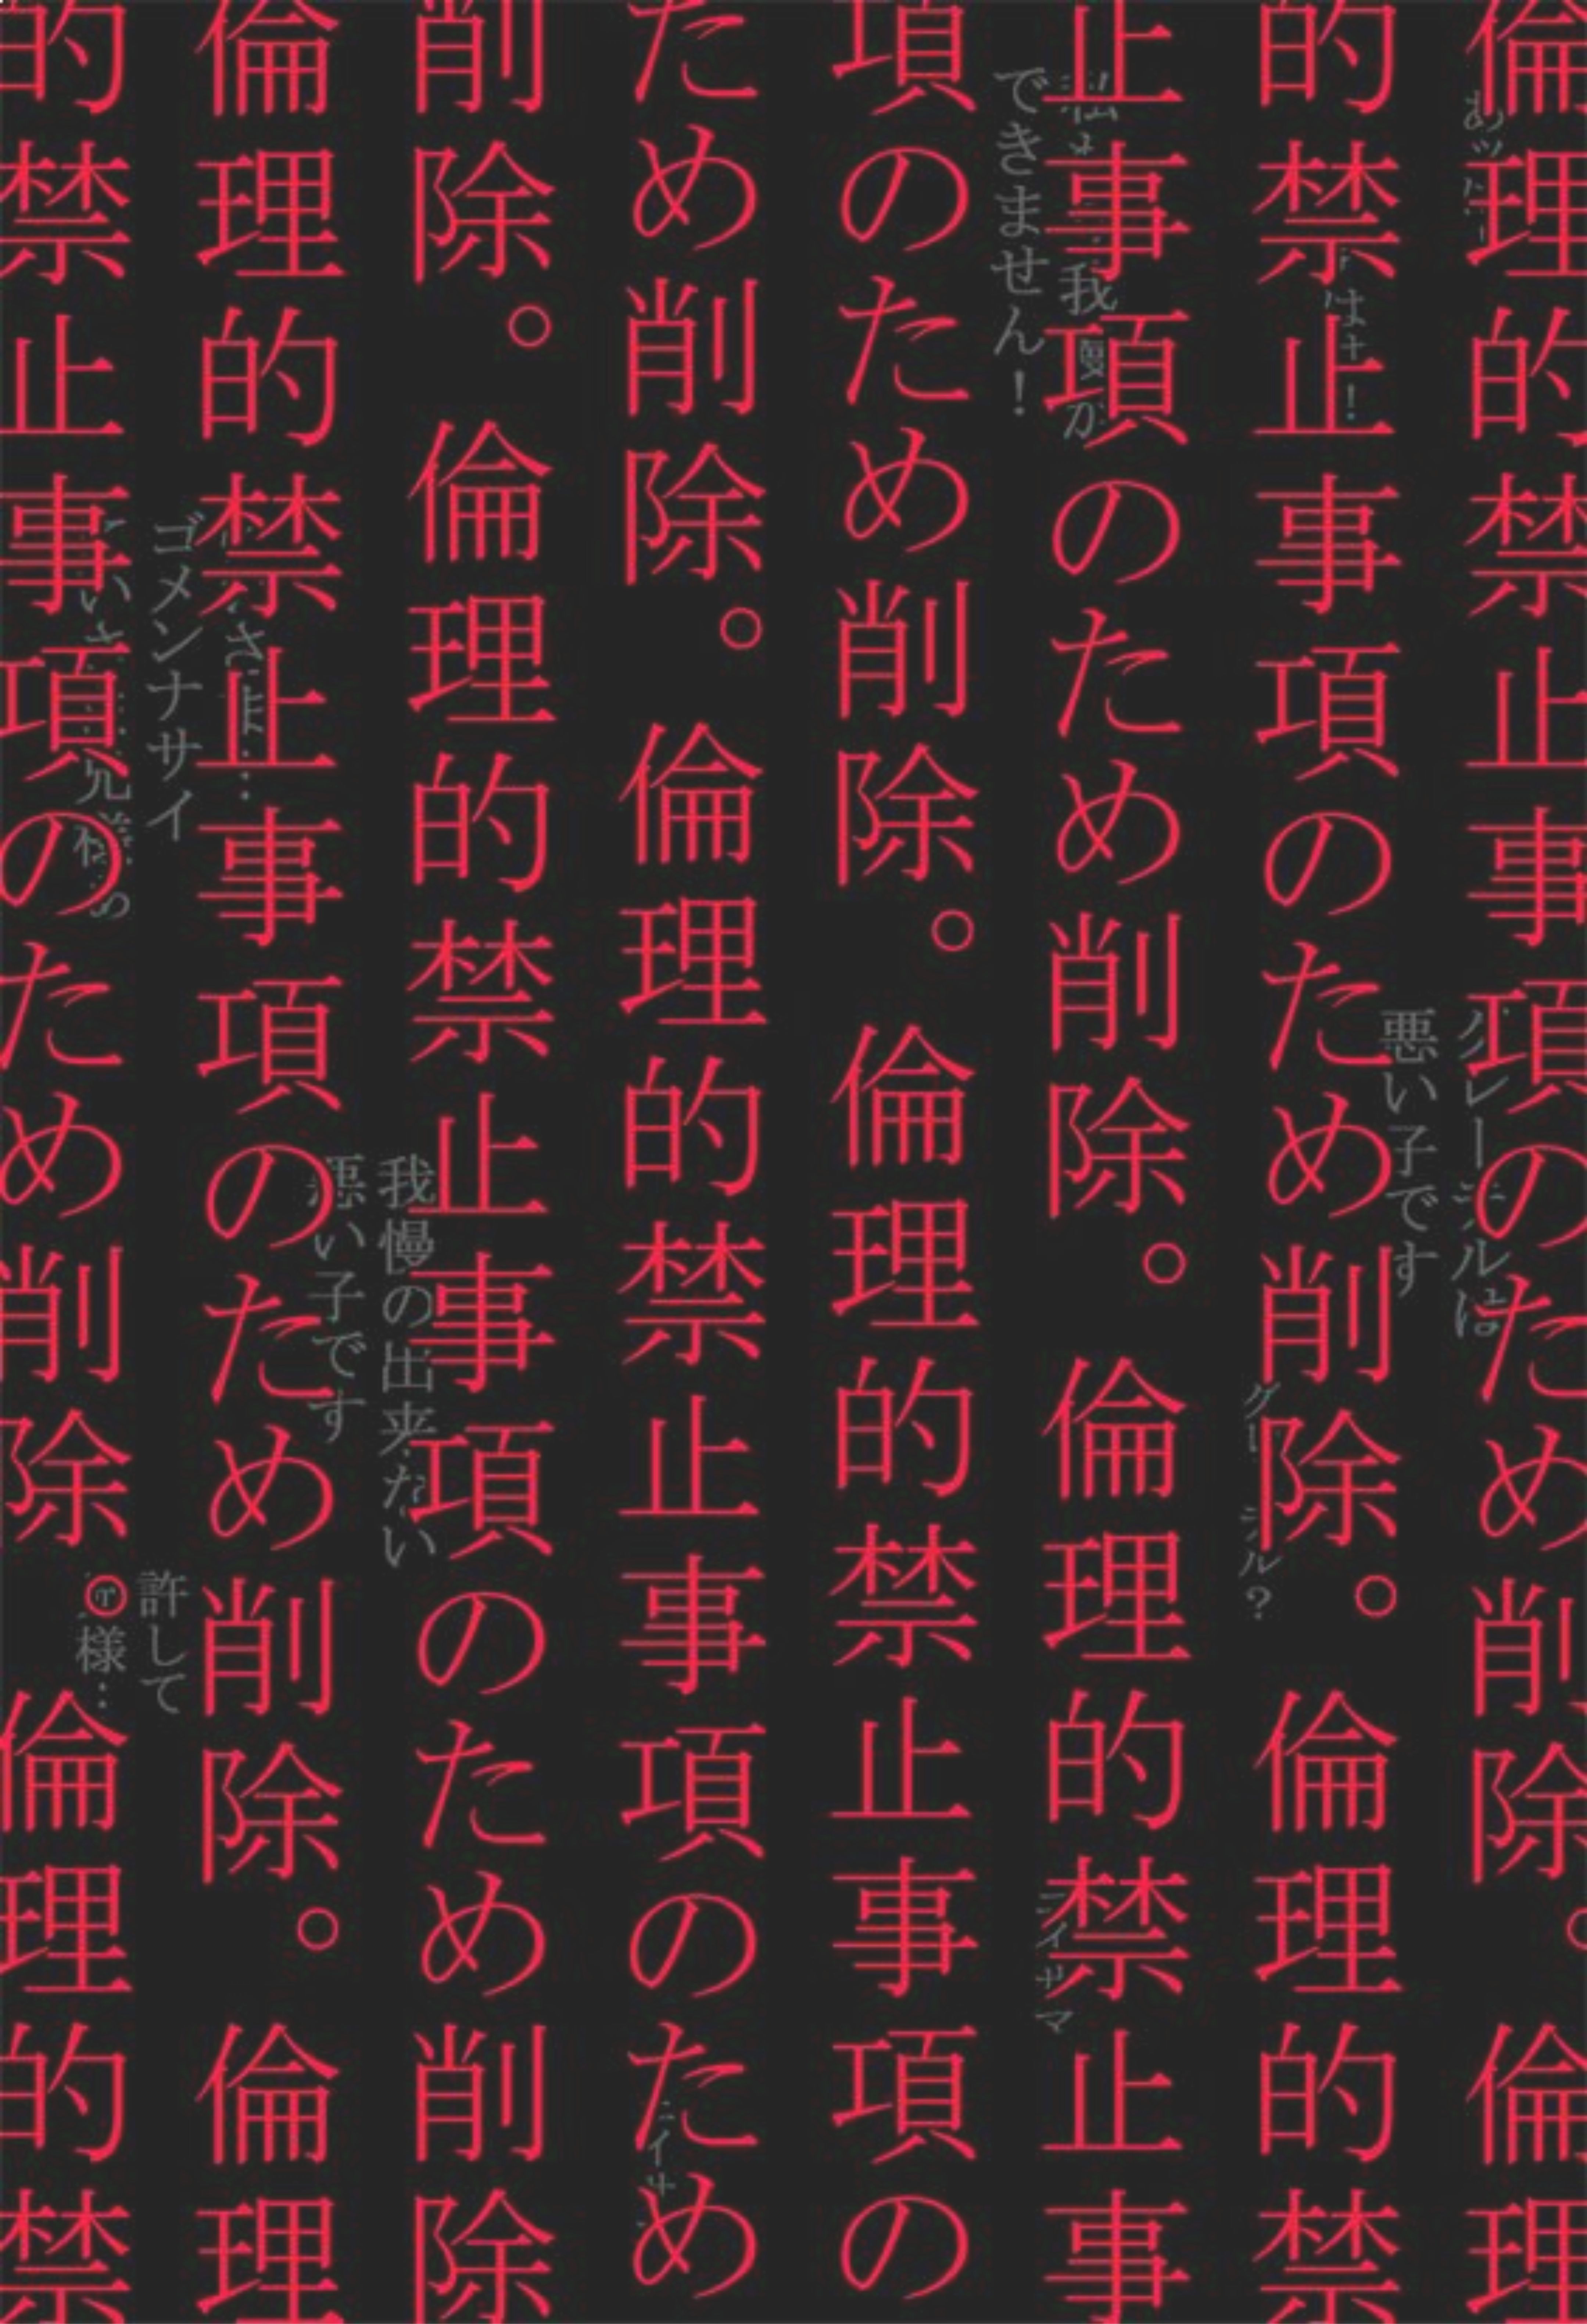 倫理的禁止事項のため削除。倫理
悪い子です
的禁止事項のため削除。倫理的禁
止事項のため削除。倫理的禁止事
できません！
項のため削除。倫理的禁止事項の
ため削除。倫理的禁止事項のため
削除。倫理的禁止事項のため削除
我慢の出来ない
悪い子です
倫理的禁止事項のため削除。倫理
ゴメンナサイ
許して
様…
的禁止事項のため削除。倫理的禁